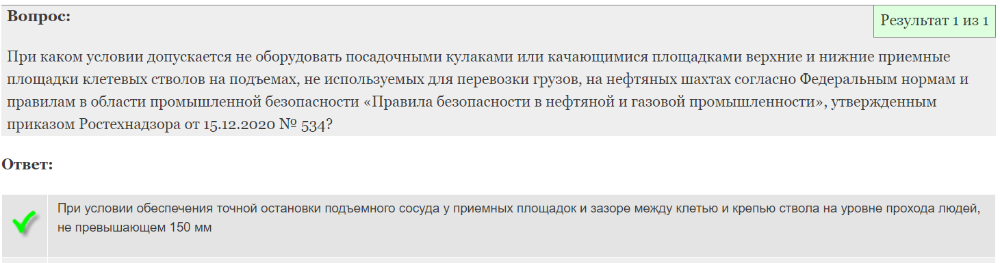 Вопрос:
Результат 1 из 1
При каком условии допускается не оборудовать посадочными кулаками или качающимися площадками верхние и нижние приемные
площадки клетевых стволов на подъемах, не используемых для перевозки грузов, на нефтяных шахтах согласно Федеральным нормам и
правилам в области промышленной безопасности «Правила безопасности в нефтяной и газовой промышленности», утвержденным
приказом Ростехнадзора от 15.12.2020 № 534?
Ответ:
При условии обеспечения точной остановки подъемного сосуда у приемных площадок и зазоре между клетью и крепью ствола на уровне прохода людей,
не превышающем 150 мм